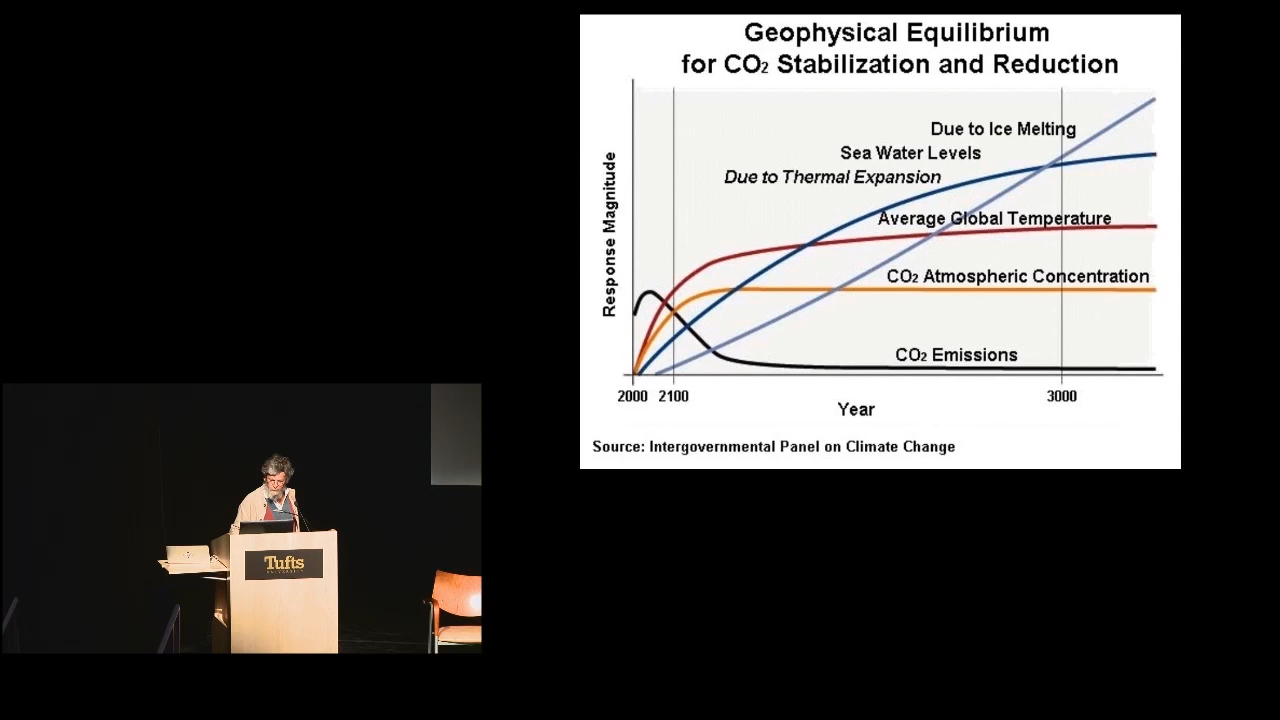 Geophysical Equilibrium
for CO₂ Stabilization and Reduction
Due to Ice Melting
Sea Water Levels
Due to Thermal Expansion
Average Global Temperature
CO₂ Atmospheric Concentration
CO₂ Emissions
Response Magnitude
2000 2100 3000
Year
Source: Intergovernmental Panel on Climate Change
Tufts
UNIVERSITY